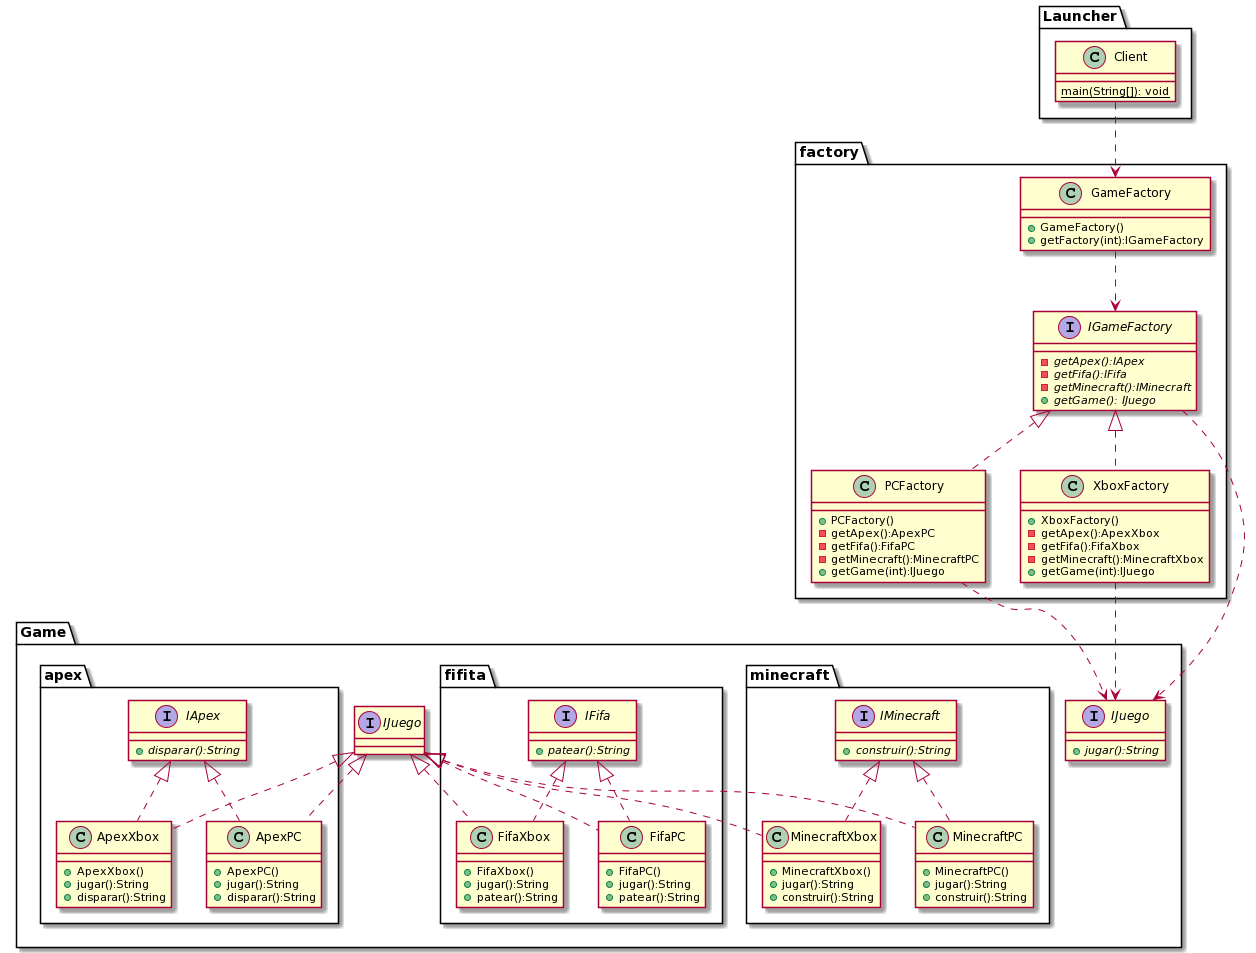 Launcher
C Client
main(String[]): void
factory
C GameFactory
GameFactory()
getFactory(int):IGameFactory
I IGameFactory
getApex():IApex
getFifa():IFifa
getMinecraft():IMinecraft
getGame(): IJuego
C PCFactory
PCFactory()
getApex():ApexPC
getFifa():FifaPC
getMinecraft():MinecraftPC
getGame(int):IJuego
C XboxFactory
XboxFactory()
getApex():ApexXbox
getFifa():FifaXbox
getMinecraft():MinecraftXbox
getGame(int):IJuego
Game
apex
I IApex
disparar():String
I IJuego
fifita
I IFifa
patear():String
minecraft
I IMinecraft
construir():String
I IJuego
jugar():String
C ApexXbox
ApexXbox()
jugar():String
disparar():String
C ApexPC
ApexPC()
jugar():String
disparar():String
C FifaXbox
FifaXbox()
jugar():String
patear():String
C FifaPC
FifaPC()
jugar():String
patear():String
C MinecraftXbox
MinecraftXbox()
jugar():String
construir():String
C MinecraftPC
MinecraftPC()
jugar():String
construir():String